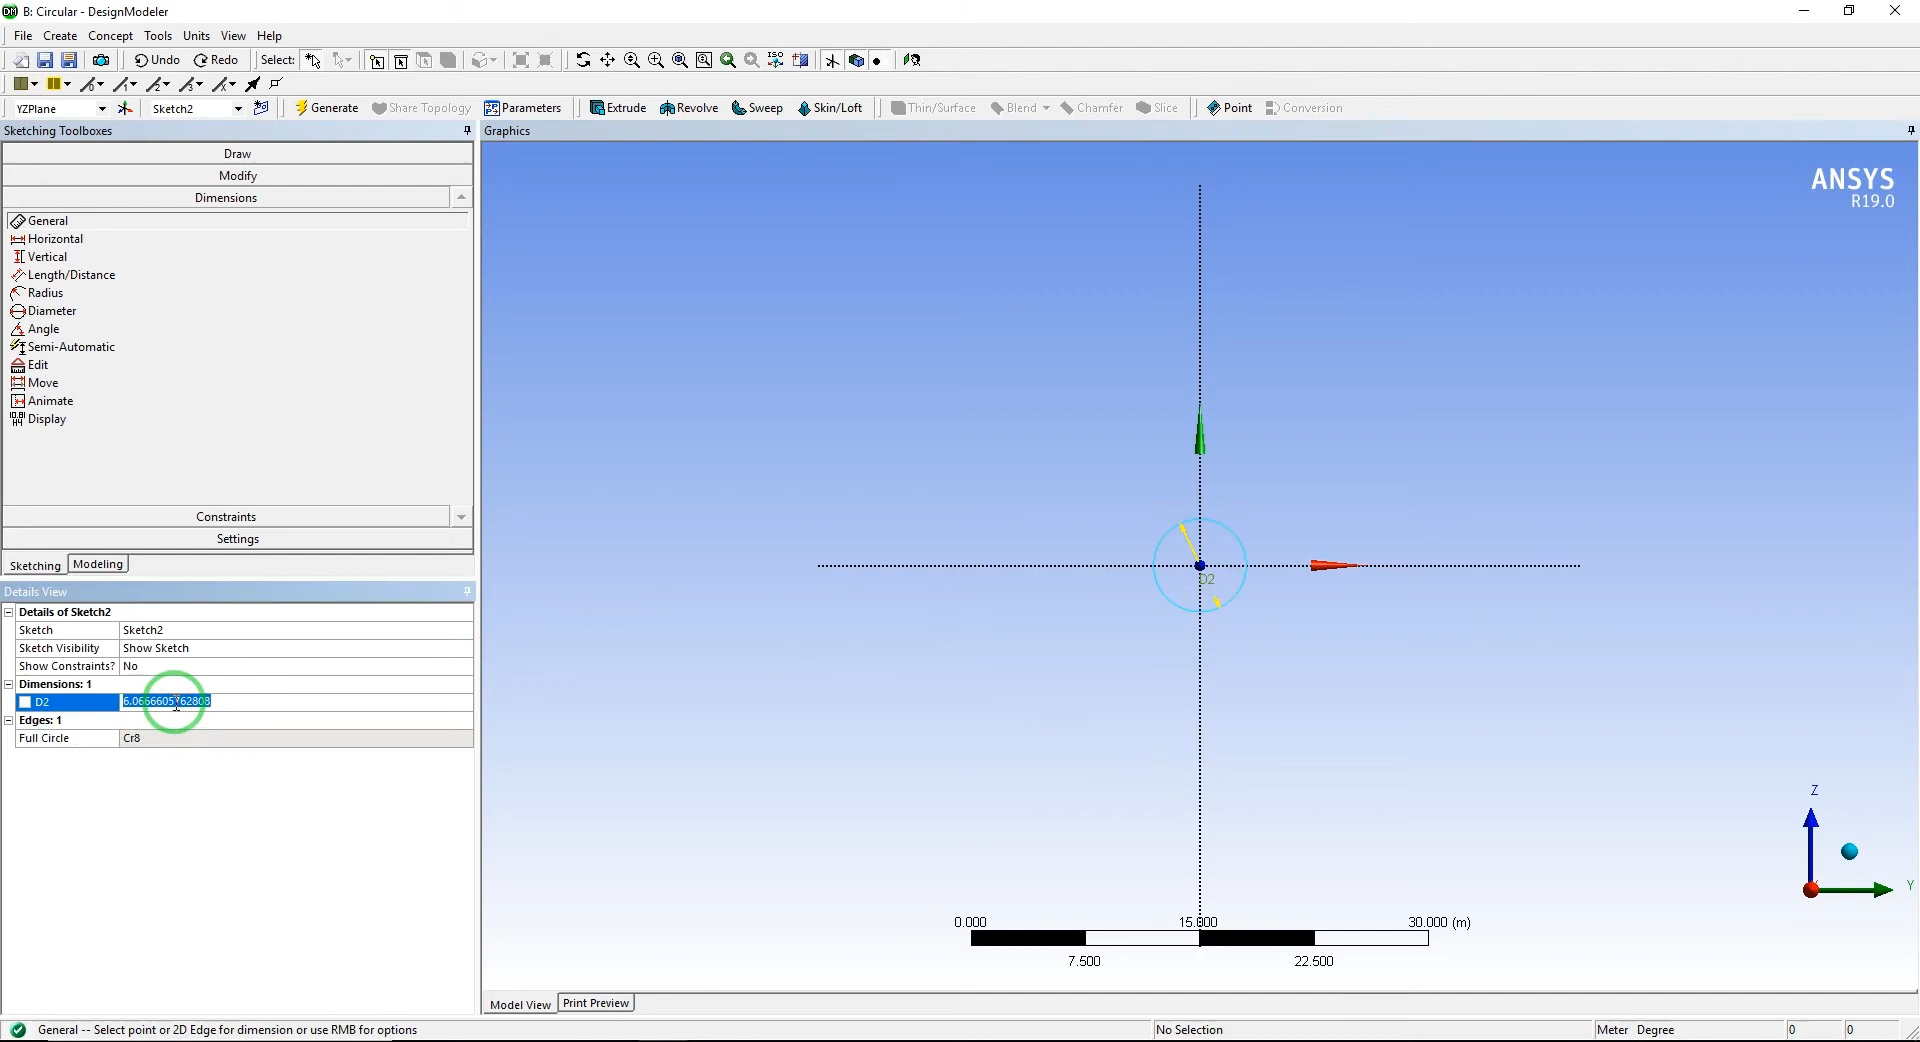 B: Circular - DesignModeler
File Create Concept Tools Units View Help
Undo Redo Select: ISO
YZPlane Sketch2 Generate Share Topology Parameters Extrude Revolve Sweep Skin/Loft Thin/Surface Blend Chamfer Slice Point Conversion
Sketching Toolboxes
Graphics
Draw
Modify
Dimensions
General
Horizontal
Vertical
Length/Distance
Radius
Diameter
Angle
Semi-Automatic
Edit
Move
Animate
Display
Constraints
Settings
Sketching Modeling
Details View
Details of Sketch2
Sketch Sketch2
Sketch Visibility Show Sketch
Show Constraints? No
Dimensions: 1
D2 6.0666605762808
Edges: 1
Full Circle Cr8
ANSYS
R19.0
D2
Z
Y
0.000 15.000 30.000 (m)
7.500 22.500
Model View Print Preview
General -- Select point or 2D Edge for dimension or use RMB for options No Selection Meter Degree 0 0